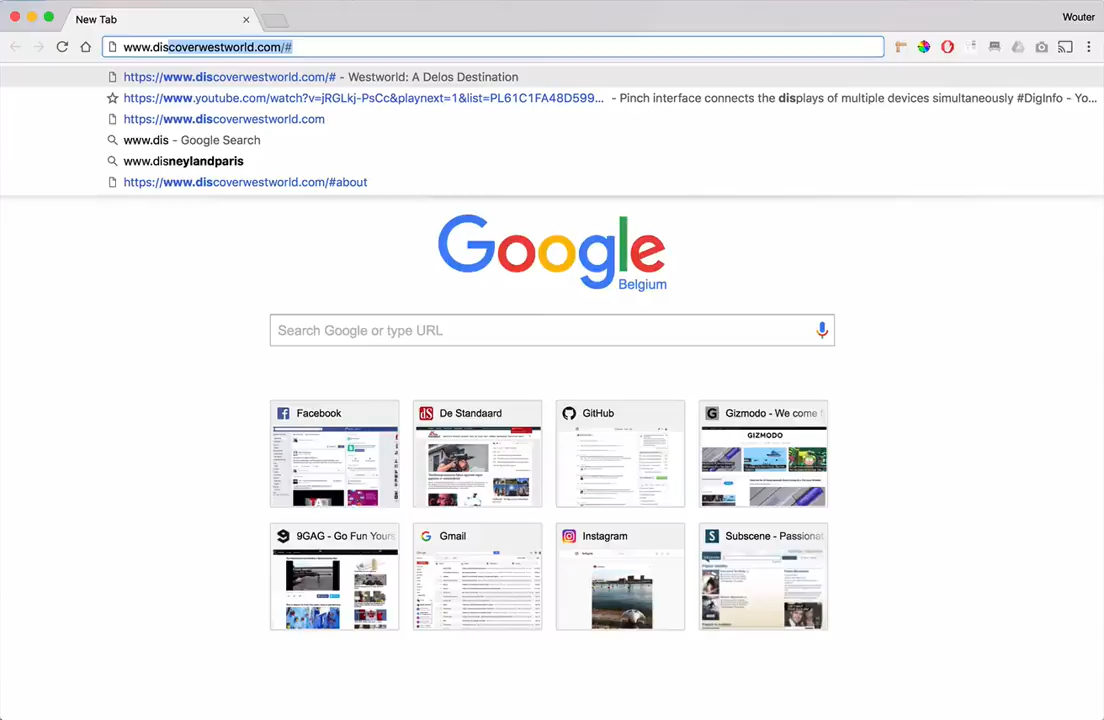 New Tab
Wouter
www.discoverwestworld.com/#
https://www.discoverwestworld.com/# - Westworld: A Delos Destination
https://www.youtube.com/watch?v=jRGLkj-PsCc&playnext=1&list=PL61C1FA48D599... - Pinch interface connects the displays of multiple devices simultaneously #DigInfo - Yo...
https://www.discoverwestworld.com
www.dis - Google Search
www.disneylandparis
https://www.discoverwestworld.com/#about
Google
Belgium
Search Google or type URL
Facebook
De Standaard
GitHub
Gizmodo - We come f
GIZMODO
9GAG - Go Fun Yours
Gmail
Instagram
Subscene - Passionat